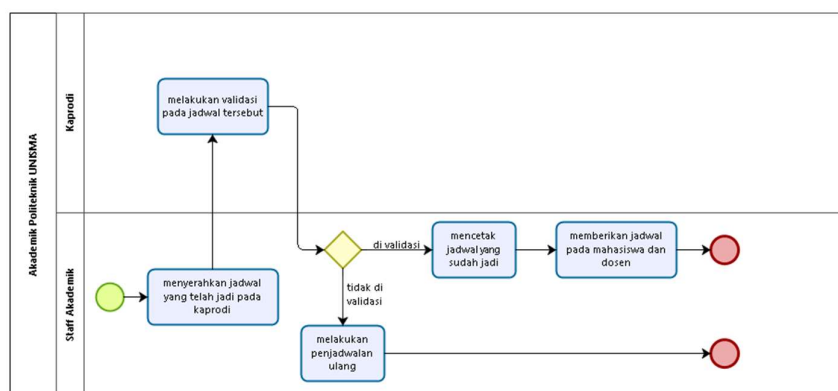 Akademik Politeknik UNISMA
Kaprodi
melakukan validasi
pada jadwal tersebut
Staff Akademik
menyerahkan jadwal
yang telah jadi pada
kaprodi
di validasi
mencetak
jadwal yang
sudah jadi
memberikan jadwal
pada mahasiswa dan
dosen
tidak di
validasi
melakukan
penjadwalan
ulang